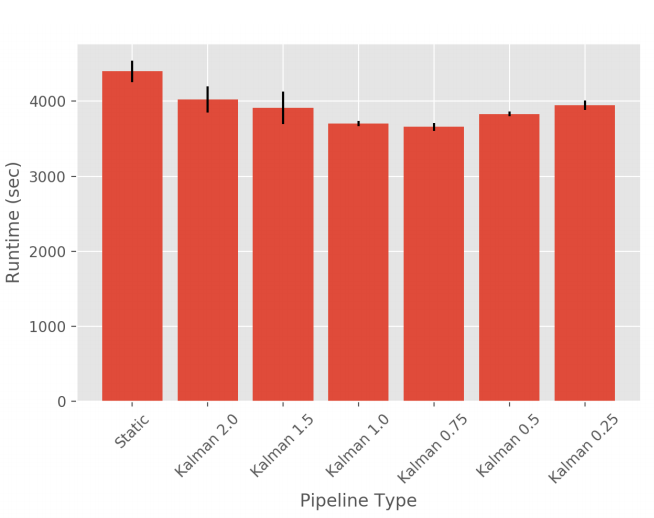 Runtime (sec)
4000
3000
2000
1000
0
Static
Kalman 2.0
Kalman 1.5
Kalman 1.0
Kalman 0.75
Kalman 0.5
Kalman 0.25
Pipeline Type